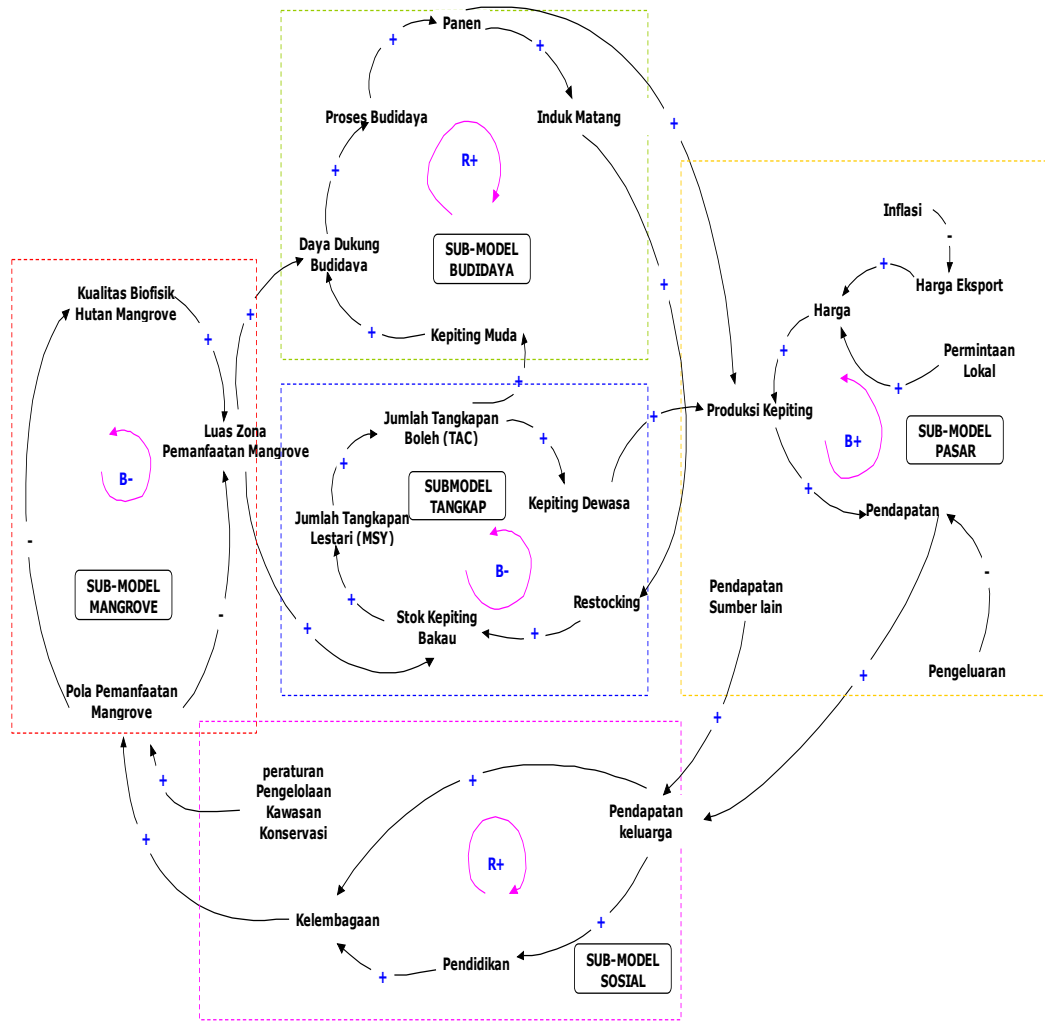 Panen
+
+
Proses Budidaya
Induk Matang
+
R+
+
Inflasi
-
Daya Dukung
Budidaya
SUB-MODEL
BUDIDAYA
+
Harga Eksport
Kualitas Biofisik
Hutan Mangrove
+
+
Harga
+
Kepiting Muda
+
+
Permintaan
Lokal
+
+
Produksi Kepiting
+
Jumlah Tangkapan
Boleh (TAC)
+
Luas Zona
Pemanfaatan Mangrove
+
B+
SUB-MODEL
PASAR
B-
+
SUBMODEL
TANGKAP
Kepiting Dewasa
+
Pendapatan
Jumlah Tangkapan
Lestari (MSY)
-
B-
-
SUB-MODEL
MANGROVE
Pendapatan
Sumber lain
+
Restocking
-
Stok Kepiting
Bakau
+
+
Pengeluaran
+
Pola Pemanfaatan
Mangrove
+
peraturan
Pengelolaan
Kawasan
Konservasi
+
+
Pendapatan
keluarga
+
R+
Kelembagaan
+
Pendidikan
+
SUB-MODEL
SOSIAL